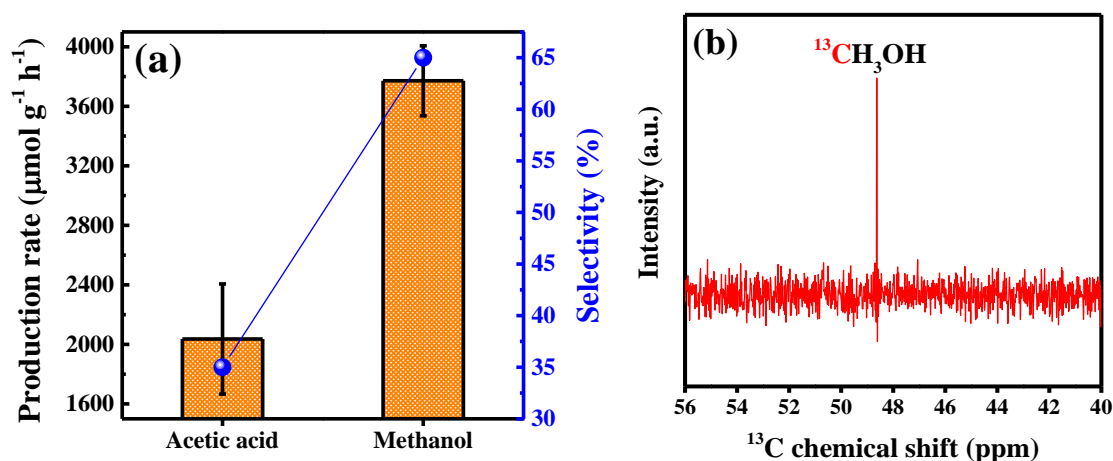 (a)
Production rate (μmol g⁻¹ h⁻¹)
4000
3600
3200
2800
2400
2000
1600
Acetic acid
Methanol
65
60
55
50
45
40
35
30
Selectivity (%)
(b)
¹³CH₃OH
Intensity (a.u.)
56 54 52 50 48 46 44 42 40
¹³C chemical shift (ppm)